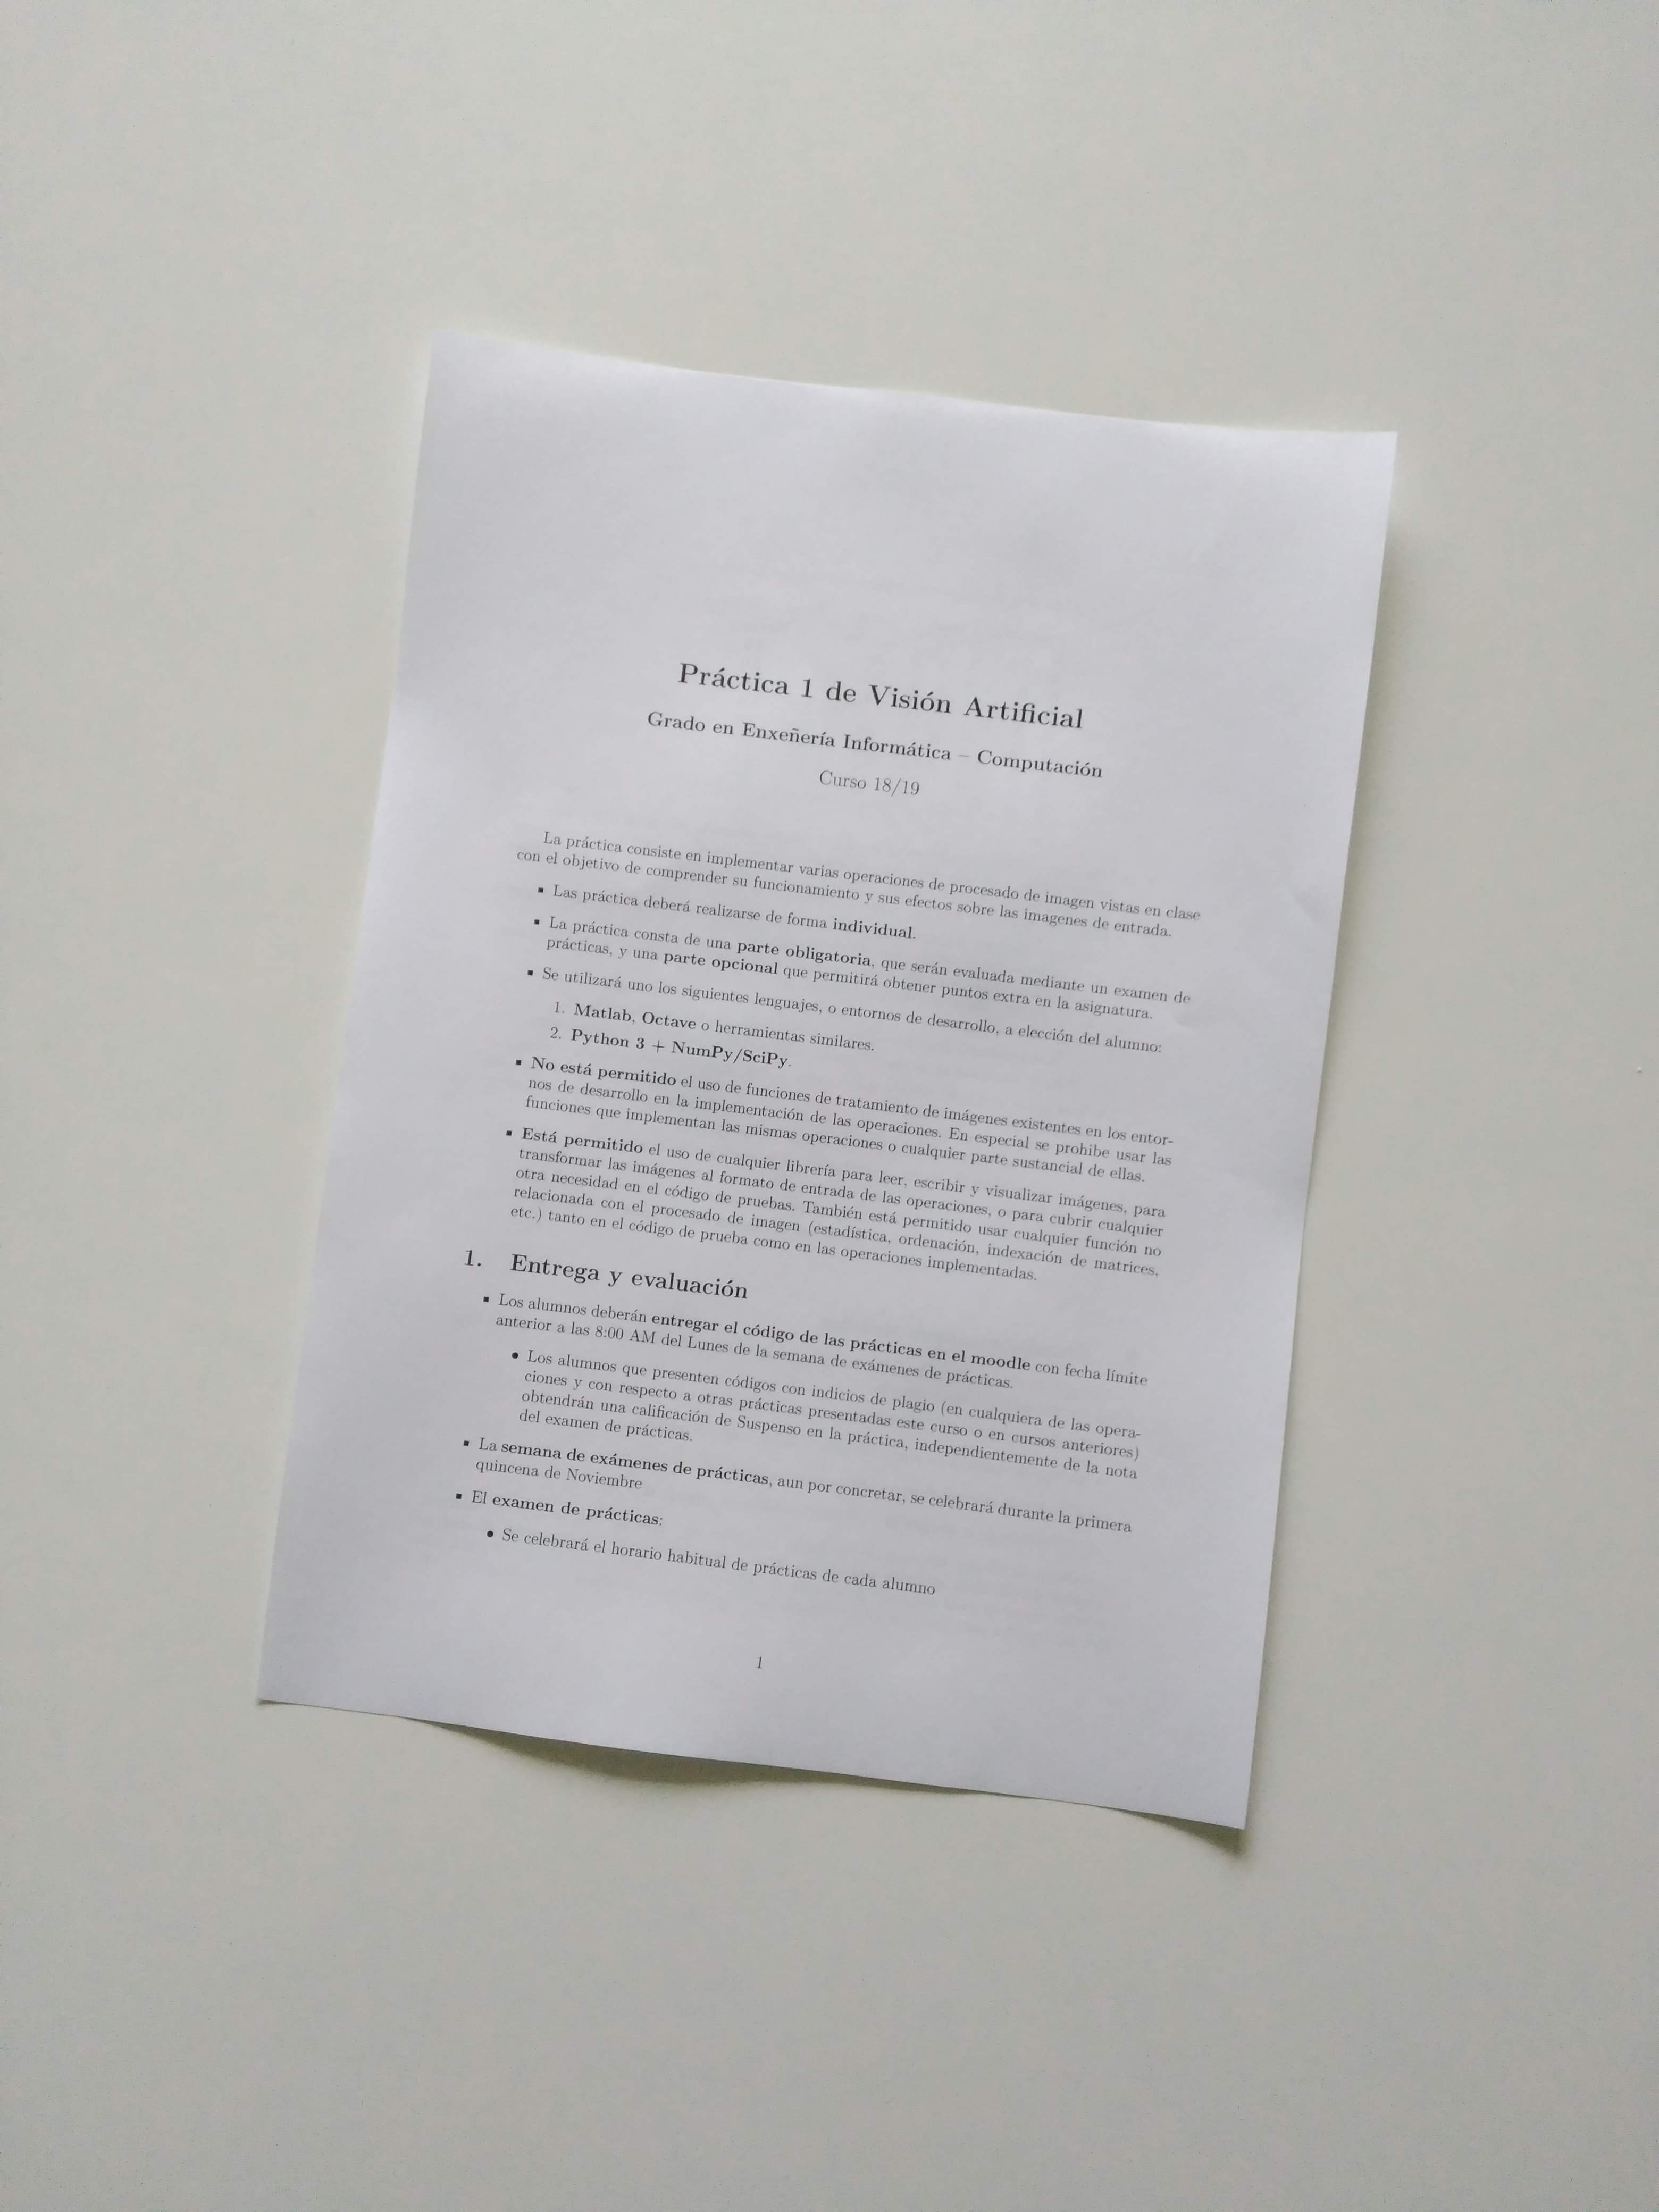 Práctica 1 de Visión Artificial
Grado en Enxeñería Informática – Computación
Curso 18/19
La práctica consiste en implementar varias operaciones de procesado de imagen vistas en clase
con el objetivo de comprender su funcionamiento y sus efectos sobre las imagenes de entrada.
▪ Las práctica deberá realizarse de forma individual.
▪ La práctica consta de una parte obligatoria, que serán evaluada mediante un examen de
prácticas, y una parte opcional que permitirá obtener puntos extra en la asignatura.
▪ Se utilizará uno los siguientes lenguajes, o entornos de desarrollo, a elección del alumno:
1. Matlab, Octave o herramientas similares.
2. Python 3 + NumPy/SciPy.
▪ No está permitido el uso de funciones de tratamiento de imágenes existentes en los entor-
nos de desarrollo en la implementación de las operaciones. En especial se prohibe usar las
funciones que implementan las mismas operaciones o cualquier parte sustancial de ellas.
▪ Está permitido el uso de cualquier librería para leer, escribir y visualizar imágenes, para
transformar las imágenes al formato de entrada de las operaciones, o para cubrir cualquier
otra necesidad en el código de pruebas. También está permitido usar cualquier función no
relacionada con el procesado de imagen (estadística, ordenación, indexación de matrices,
etc.) tanto en el código de prueba como en las operaciones implementadas.
1. Entrega y evaluación
▪ Los alumnos deberán entregar el código de las prácticas en el moodle con fecha límite
anterior a las 8:00 AM del Lunes de la semana de exámenes de prácticas.
• Los alumnos que presenten códigos con indicios de plagio (en cualquiera de las opera-
ciones y con respecto a otras prácticas presentadas este curso o en cursos anteriores)
obtendrán una calificación de Suspenso en la práctica, independientemente de la nota
del examen de prácticas.
▪ La semana de exámenes de prácticas, aun por concretar, se celebrará durante la primera
quincena de Noviembre
▪ El examen de prácticas:
• Se celebrará el horario habitual de prácticas de cada alumno
1